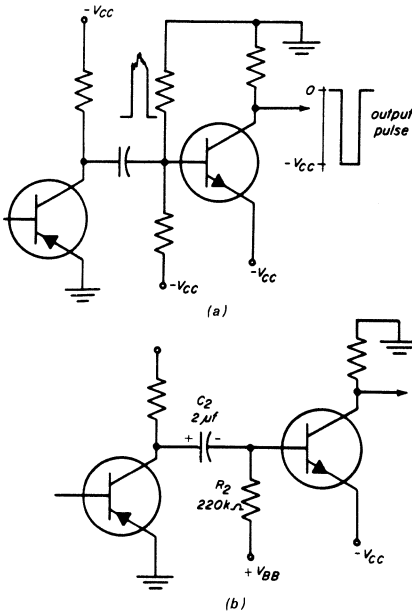 -VCC
0
output
pulse
-VCC
-VCC
-VCC
(a)
C2
2 μf
+
-
R2
220kΩ
-VCC
+ VBB
(b)